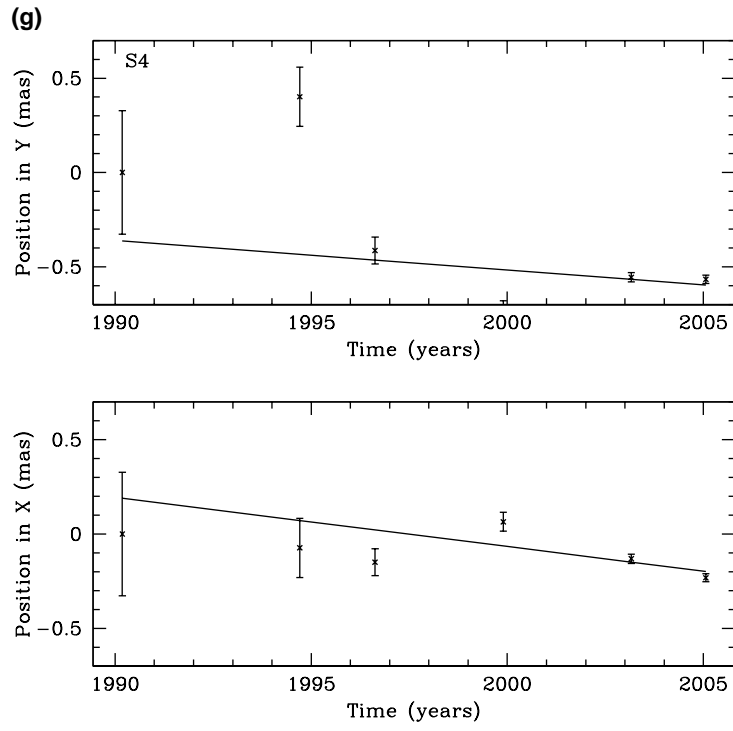 (g)
S4
Position in Y (mas)
0.5
0
−0.5
1990
1995
2000
2005
Time (years)
Position in X (mas)
0.5
0
−0.5
1990
1995
2000
2005
Time (years)